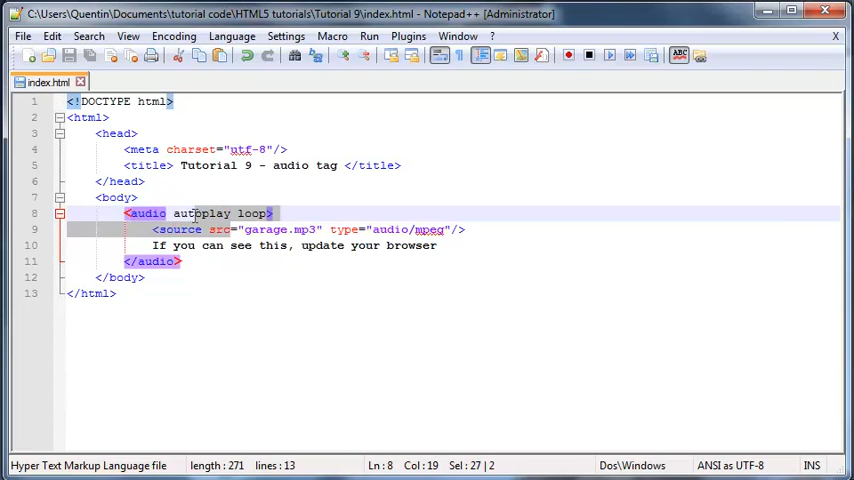 C:\Users\Quentin\Documents\tutorial code\HTML5 tutorials\Tutorial 9\index.html - Notepad++ [Administrator]
File Edit Search View Encoding Language Settings Macro Run Plugins Window ? X
ABC
index.html
1 <!DOCTYPE html>
2 <html>
3 <head>
4 <meta charset="utf-8"/>
5 <title> Tutorial 9 - audio tag </title>
6 </head>
7 <body>
8 <audio autoplay loop>
9 <source src="garage.mp3" type="audio/mpeg"/>
10 If you can see this, update your browser
11 </audio>
12 </body>
13 </html>
Hyper Text Markup Language file length : 271 lines : 13 Ln : 8 Col : 19 Sel : 27 | 2 Dos\Windows ANSI as UTF-8 INS